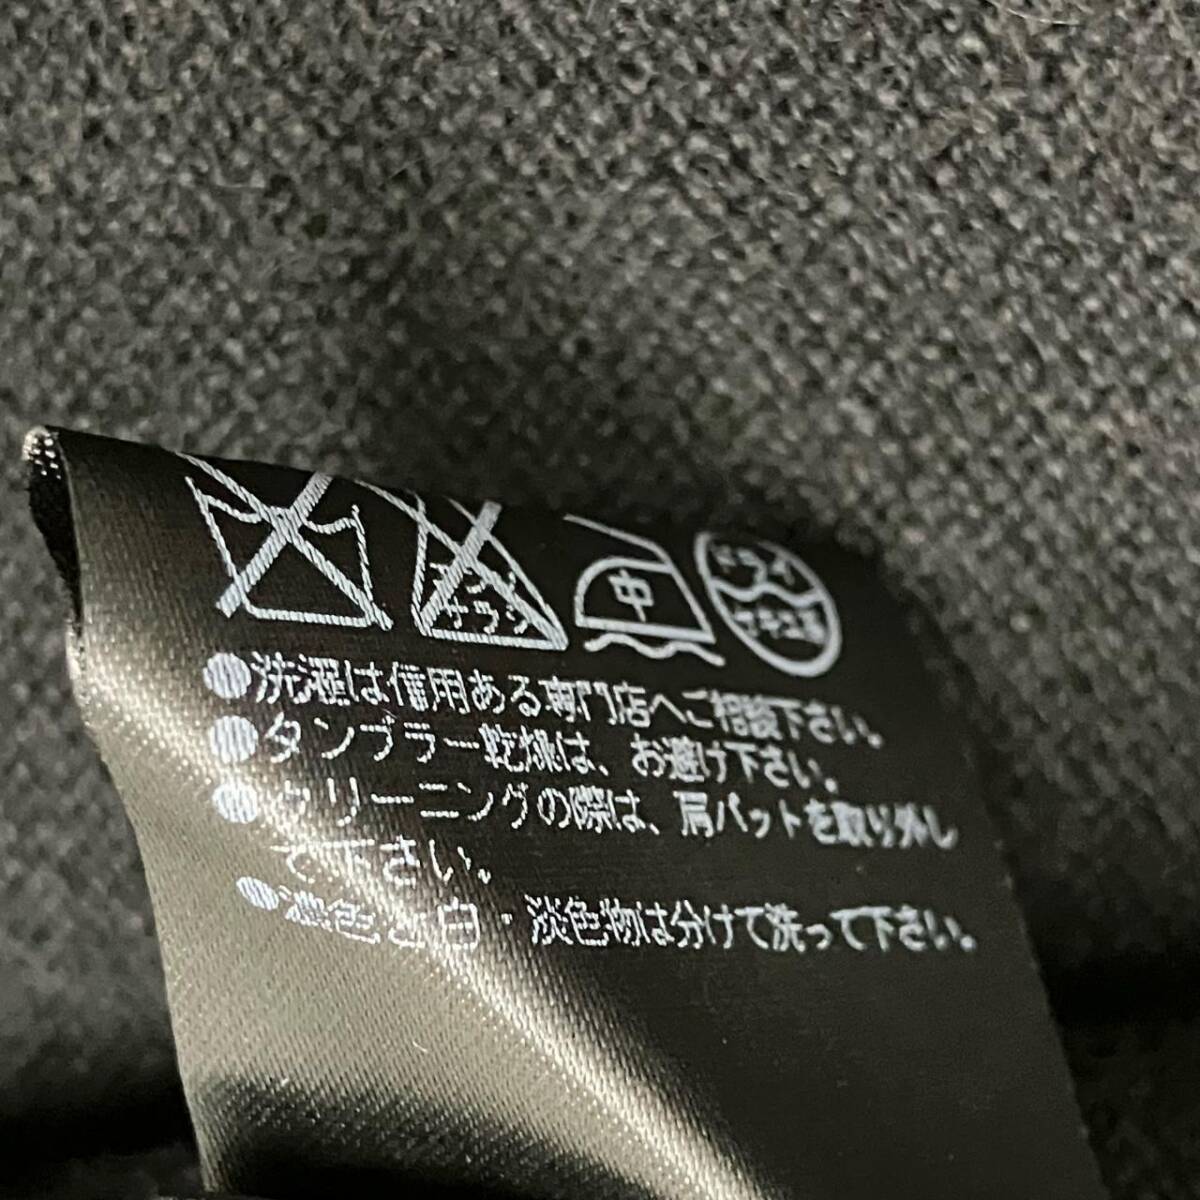 エンソ
サラシ
中
ドライ
セキユ系
●洗濯は信用ある専門店へご相談下さい。
●タンブラー乾燥は、お避け下さい。
●クリーニングの際は、肩パットを取り外し
て下さい。
●濃色と白・淡色物は分けて洗って下さい。